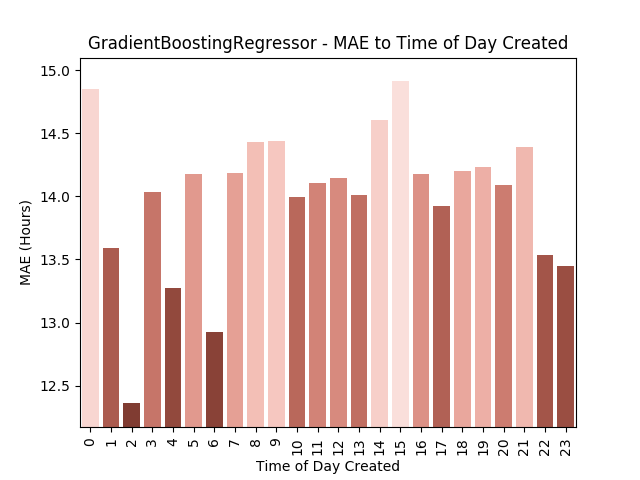 GradientBoostingRegressor - MAE to Time of Day Created
15.0
14.5
14.0
13.5
13.0
12.5
MAE (Hours)
0 1 2 3 4 5 6 7 8 9 10 11 12 13 14 15 16 17 18 19 20 21 22 23
Time of Day Created